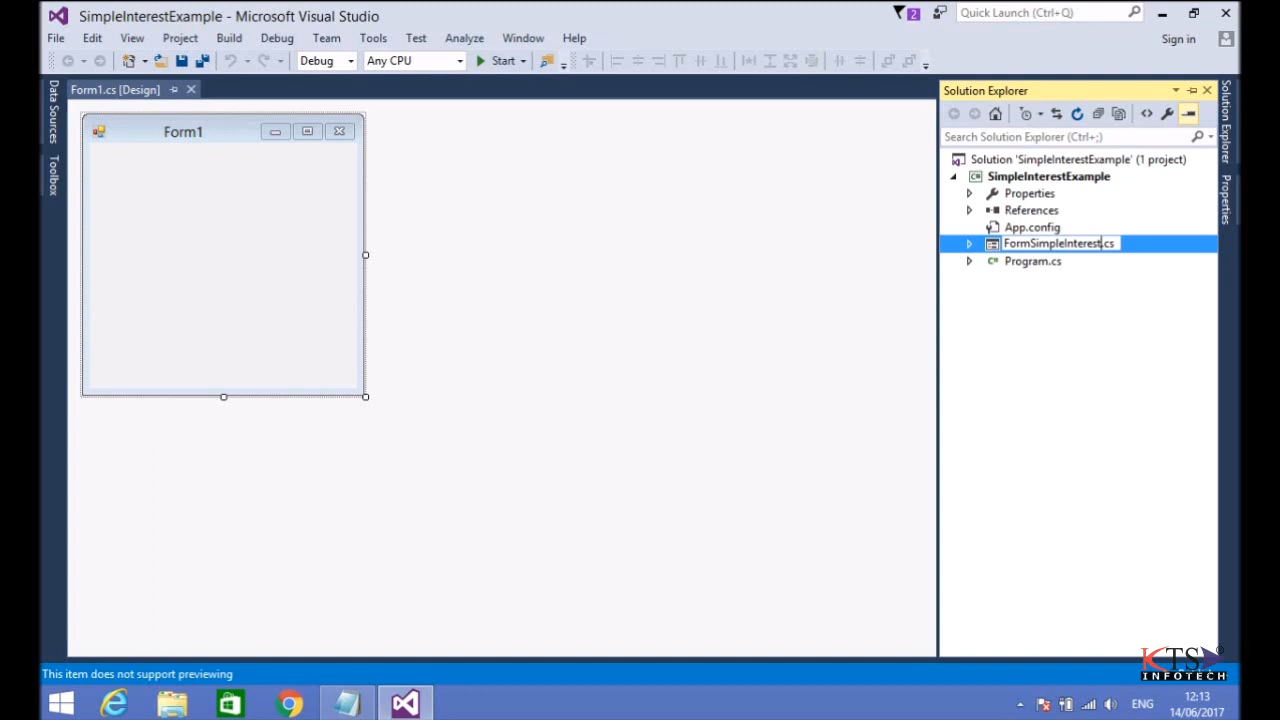 SimpleInterestExample - Microsoft Visual Studio
2
Quick Launch (Ctrl+Q)
File Edit View Project Build Debug Team Tools Test Analyze Window Help
Sign in
Debug Any CPU Start
Data Sources
Toolbox
Form1.cs [Design]
Form1
Solution Explorer
Search Solution Explorer (Ctrl+;)
Solution 'SimpleInterestExample' (1 project)
SimpleInterestExample
Properties
References
App.config
FormSimpleInterest.cs
Program.cs
Solution Explorer
Properties
This item does not support previewing
KTS
INFOTECH
®
ENG
12:13
14/06/2017